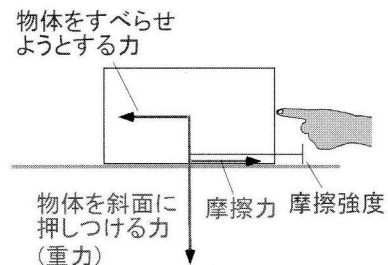 物体をすべらせ
ようとする力
物体を斜面に
押しつける力
(重力)
摩擦力
摩擦強度